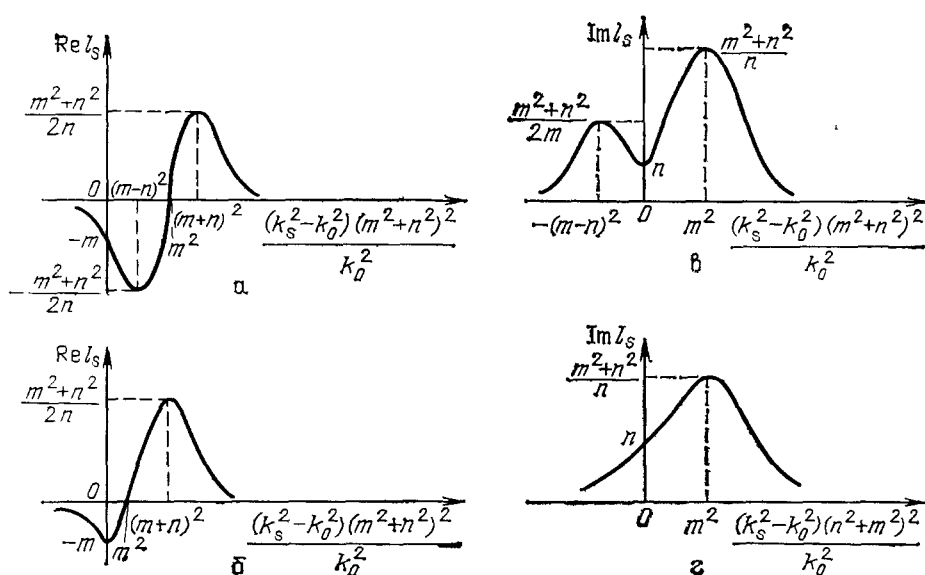 Re l_s
m²+n²
2n
0
(m−n)²
−m
(m+n)²
m²
(k_s²−k_0²)(m²+n²)²
k_0²
− m²+n²
2n
а
Im l_s
m²+n²
n
m²+n²
2m
n
−(m−n)²
0
m²
(k_s²−k_0²)(m²+n²)²
k_0²
в
Re l_s
m²+n²
2n
0
−m
m²
(m+n)²
(k_s²−k_0²)(m²+n²)²
k_0²
б
Im l_s
m²+n²
n
n
0
m²
(k_s²−k_0²)(n²+m²)²
k_0²
г